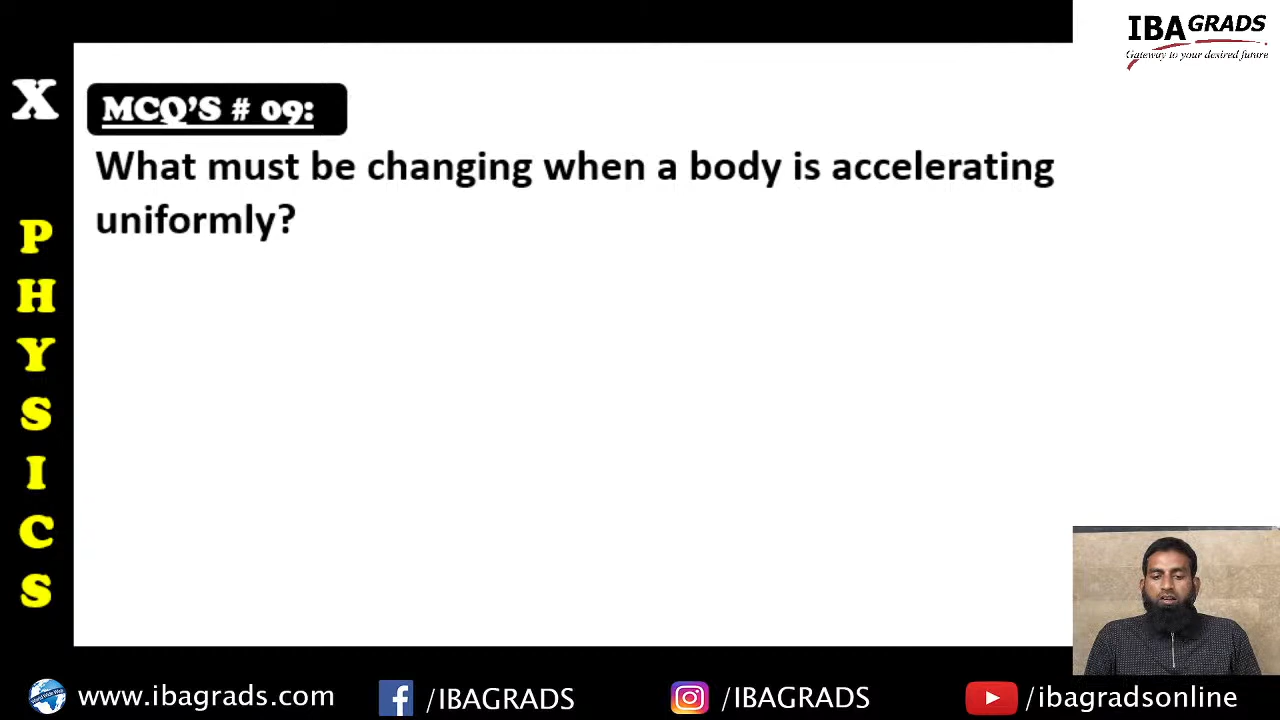 IBA GRADS
Gateway to your desired future
X
PHYSICS
MCQ'S # 09:
What must be changing when a body is accelerating
uniformly?
www.ibagrads.com
/IBAGRADS
/IBAGRADS
/ibagradsonline